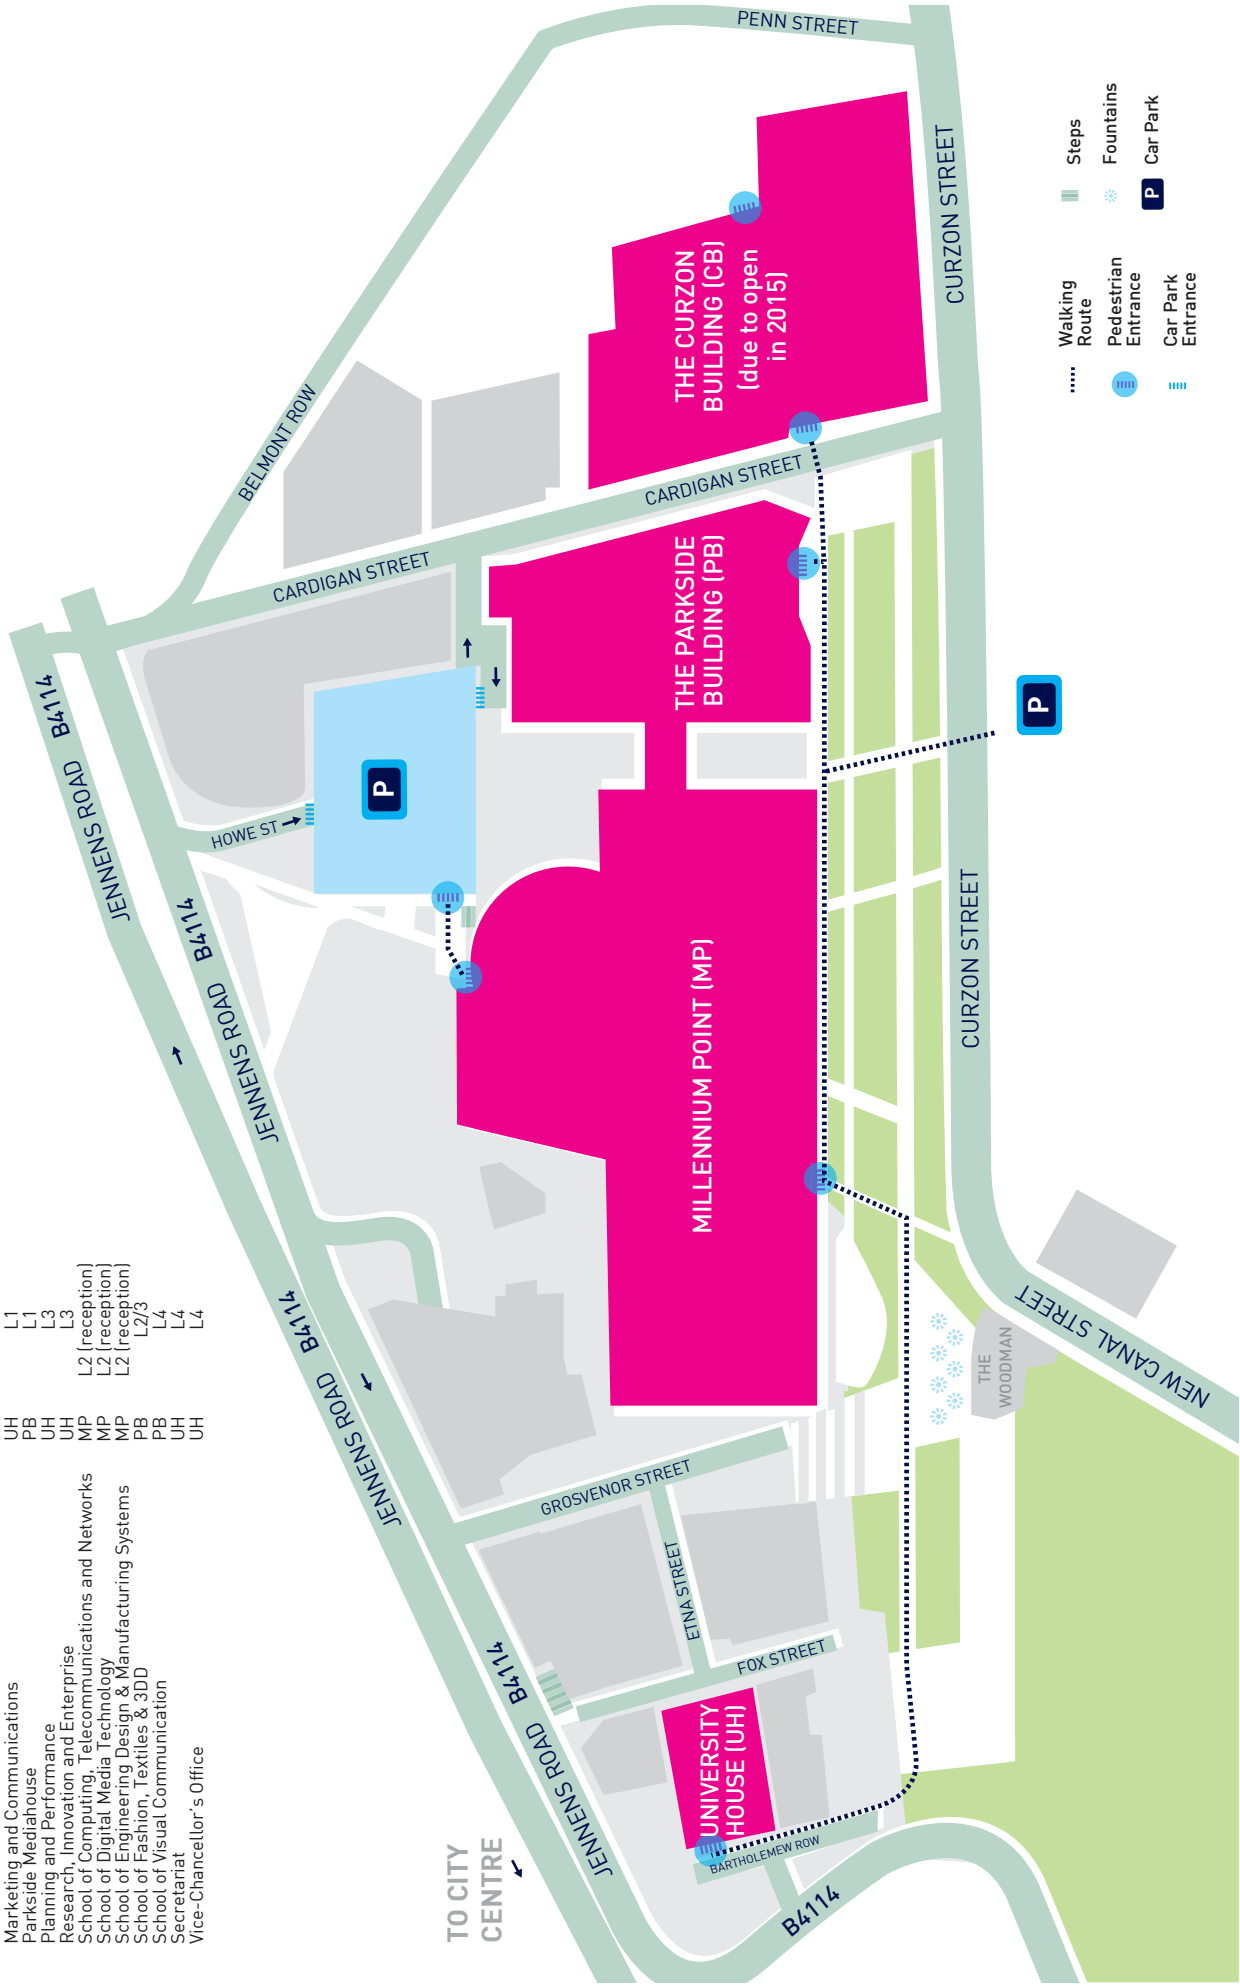 Marketing and Communications UH L1
Parkside Mediahouse PB L1
Planning and Performance UH L3
Research, Innovation and Enterprise UH L3
School of Computing, Telecommunications and Networks MP L2 (reception)
School of Digital Media Technology MP L2 (reception)
School of Engineering Design & Manufacturing Systems MP L2 (reception)
School of Fashion, Textiles & 3DD PB L2/3
School of Visual Communication PB L4
Secretariat UH L4
Vice-Chancellor's Office UH L4
JENNENS ROAD B4114
JENNENS ROAD B4114
JENNENS ROAD B4114
JENNENS ROAD B4114
JENNENS ROAD
HOWE ST
BELMONT ROW
CARDIGAN STREET
CARDIGAN STREET
PENN STREET
P
TO CITY
CENTRE
GROSVENOR STREET
ETNA STREET
FOX STREET
UNIVERSITY
HOUSE (UH)
BARTHOLEMEW ROW
B4114
MILLENNIUM POINT (MP)
THE PARKSIDE
BUILDING (PB)
THE CURZON
BUILDING (CB)
(due to open
in 2015)
CURZON STREET
CURZON STREET
THE
WOODMAN
NEW CANAL STREET
P
Walking
Route
Pedestrian
Entrance
Car Park
Entrance
Steps
Fountains
P Car Park